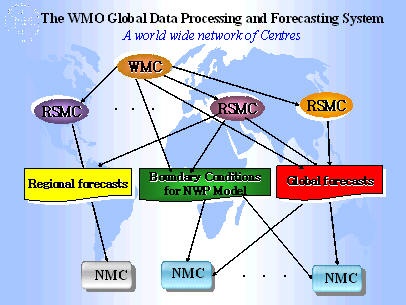 The WMO Global Data Processing and Forecasting System
A world wide network of Centres
WMC
RSMC
. . .
RSMC
RSMC
Regional forecasts
Boundary Conditions
for NWP Model
Global forecasts
NMC
NMC
. . .
NMC